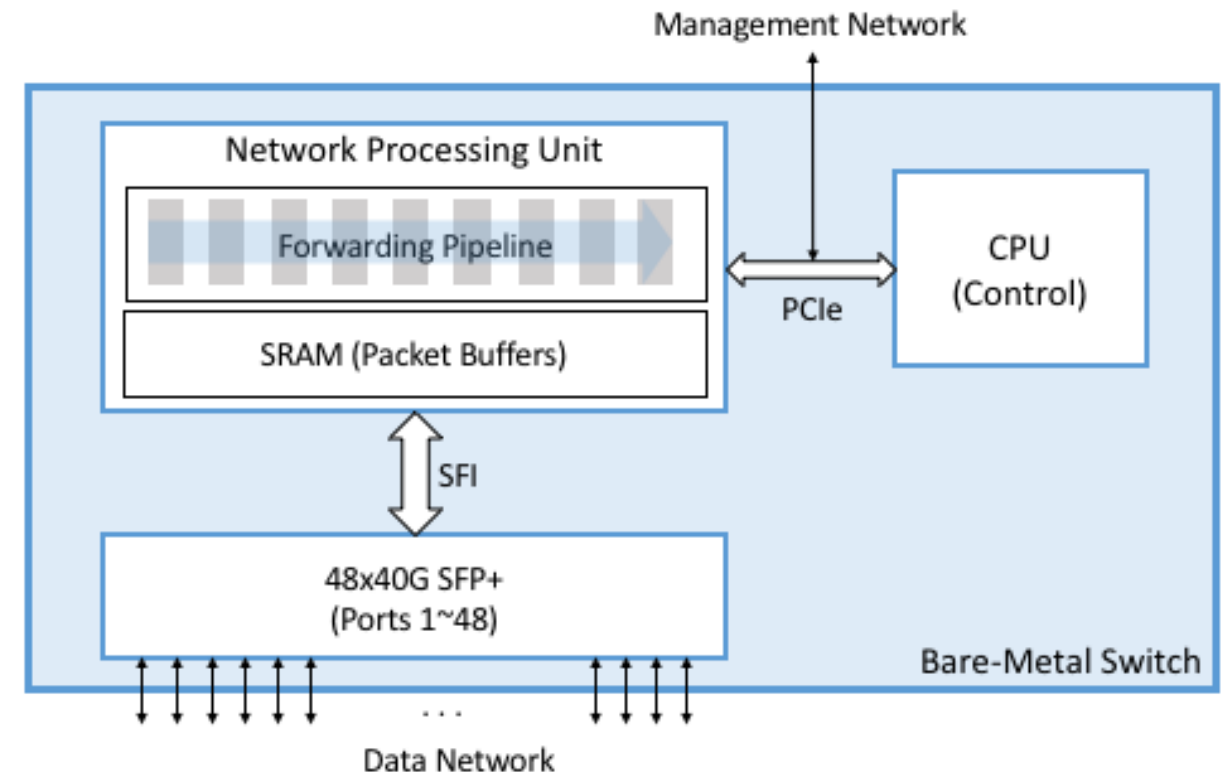 Management Network
Network Processing Unit
Forwarding Pipeline
SRAM (Packet Buffers)
PCIe
CPU
(Control)
SFI
48x40G SFP+
(Ports 1~48)
Bare-Metal Switch
. . .
Data Network